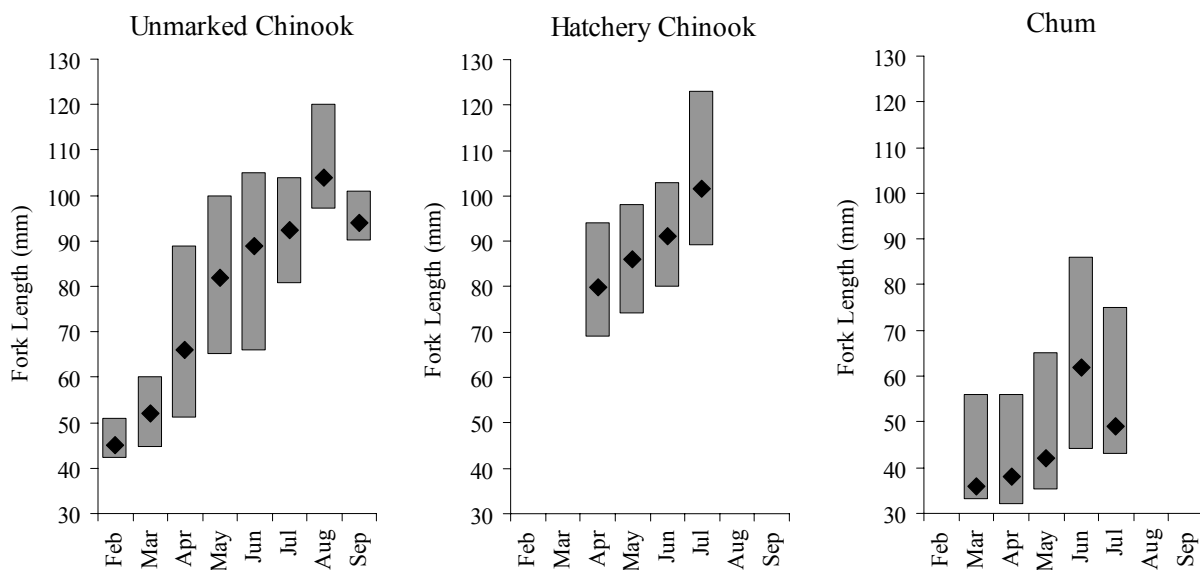 Unmarked Chinook
Fork Length (mm)
130
120
110
100
90
80
70
60
50
40
30
Feb
Mar
Apr
May
Jun
Jul
Aug
Sep
Hatchery Chinook
Fork Length (mm)
130
120
110
100
90
80
70
60
50
40
30
Feb
Mar
Apr
May
Jun
Jul
Aug
Sep
Chum
Fork Length (mm)
130
120
110
100
90
80
70
60
50
40
30
Feb
Mar
Apr
May
Jun
Jul
Aug
Sep